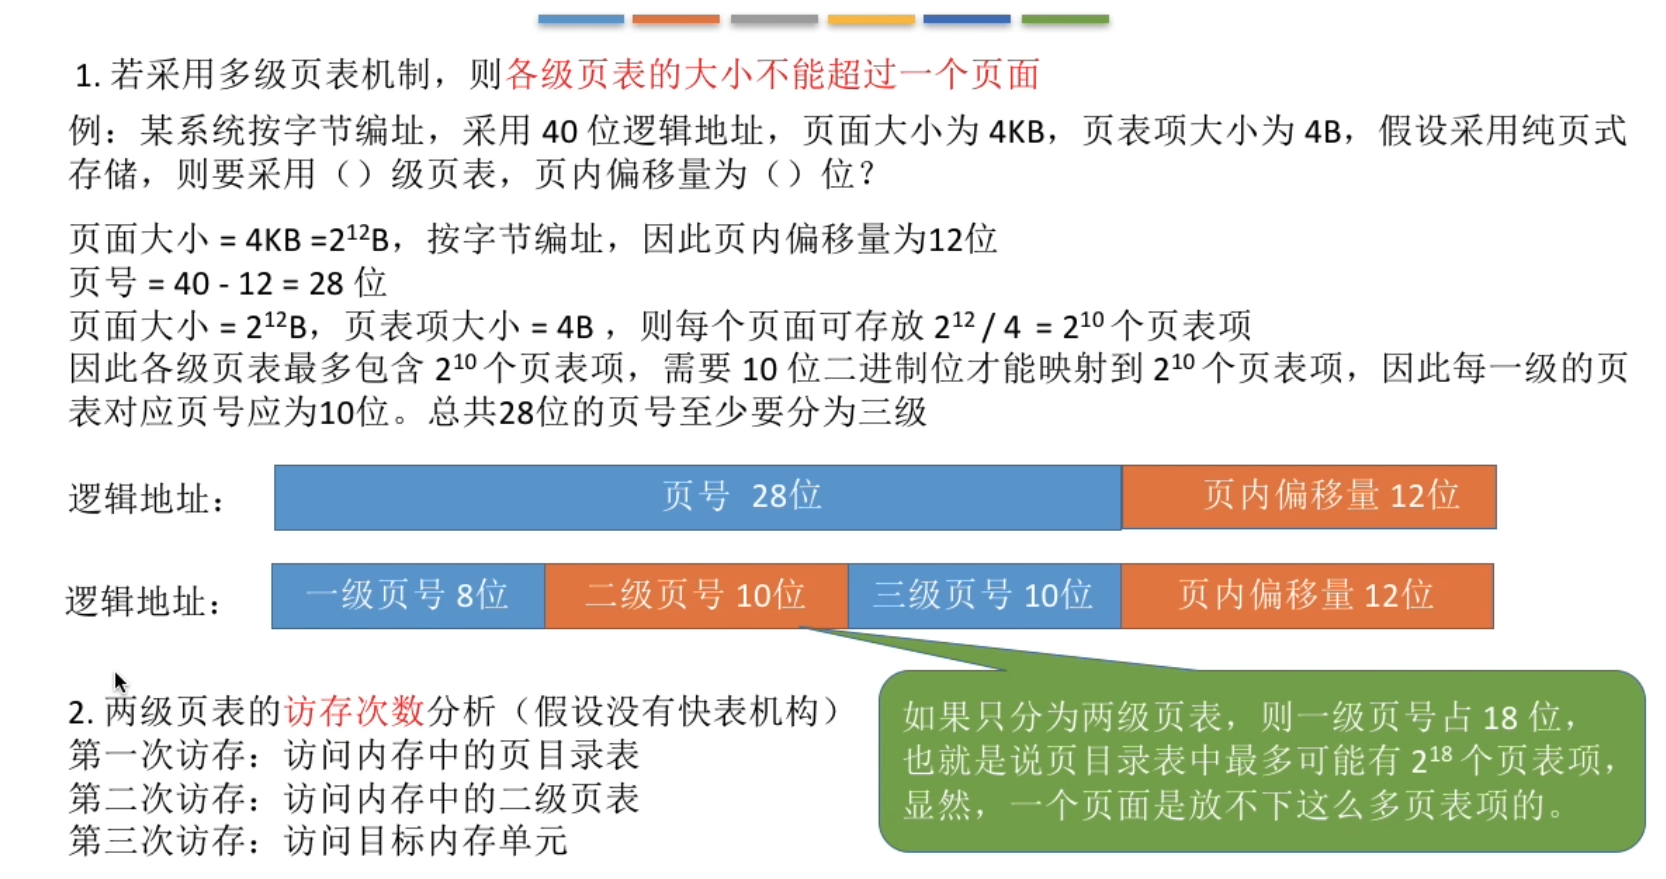 1. 若采用多级页表机制，则各级页表的大小不能超过一个页面
例：某系统按字节编址，采用 40 位逻辑地址，页面大小为 4KB，页表项大小为 4B，假设采用纯页式
存储，则要采用（）级页表，页内偏移量为（）位？
页面大小 = 4KB =2¹²B，按字节编址，因此页内偏移量为12位
页号 = 40 - 12 = 28 位
页面大小 = 2¹²B，页表项大小 = 4B ，则每个页面可存放 2¹² / 4 = 2¹⁰ 个页表项
因此各级页表最多包含 2¹⁰ 个页表项，需要 10 位二进制位才能映射到 2¹⁰ 个页表项，因此每一级的页
表对应页号应为10位。总共28位的页号至少要分为三级
逻辑地址： 页号 28位 页内偏移量 12位
逻辑地址： 一级页号 8位 二级页号 10位 三级页号 10位 页内偏移量 12位
2. 两级页表的访存次数分析（假设没有快表机构）
第一次访存：访问内存中的页目录表
第二次访存：访问内存中的二级页表
第三次访存：访问目标内存单元
如果只分为两级页表，则一级页号占 18 位，
也就是说页目录表中最多可能有 2¹⁸ 个页表项，
显然，一个页面是放不下这么多页表项的。